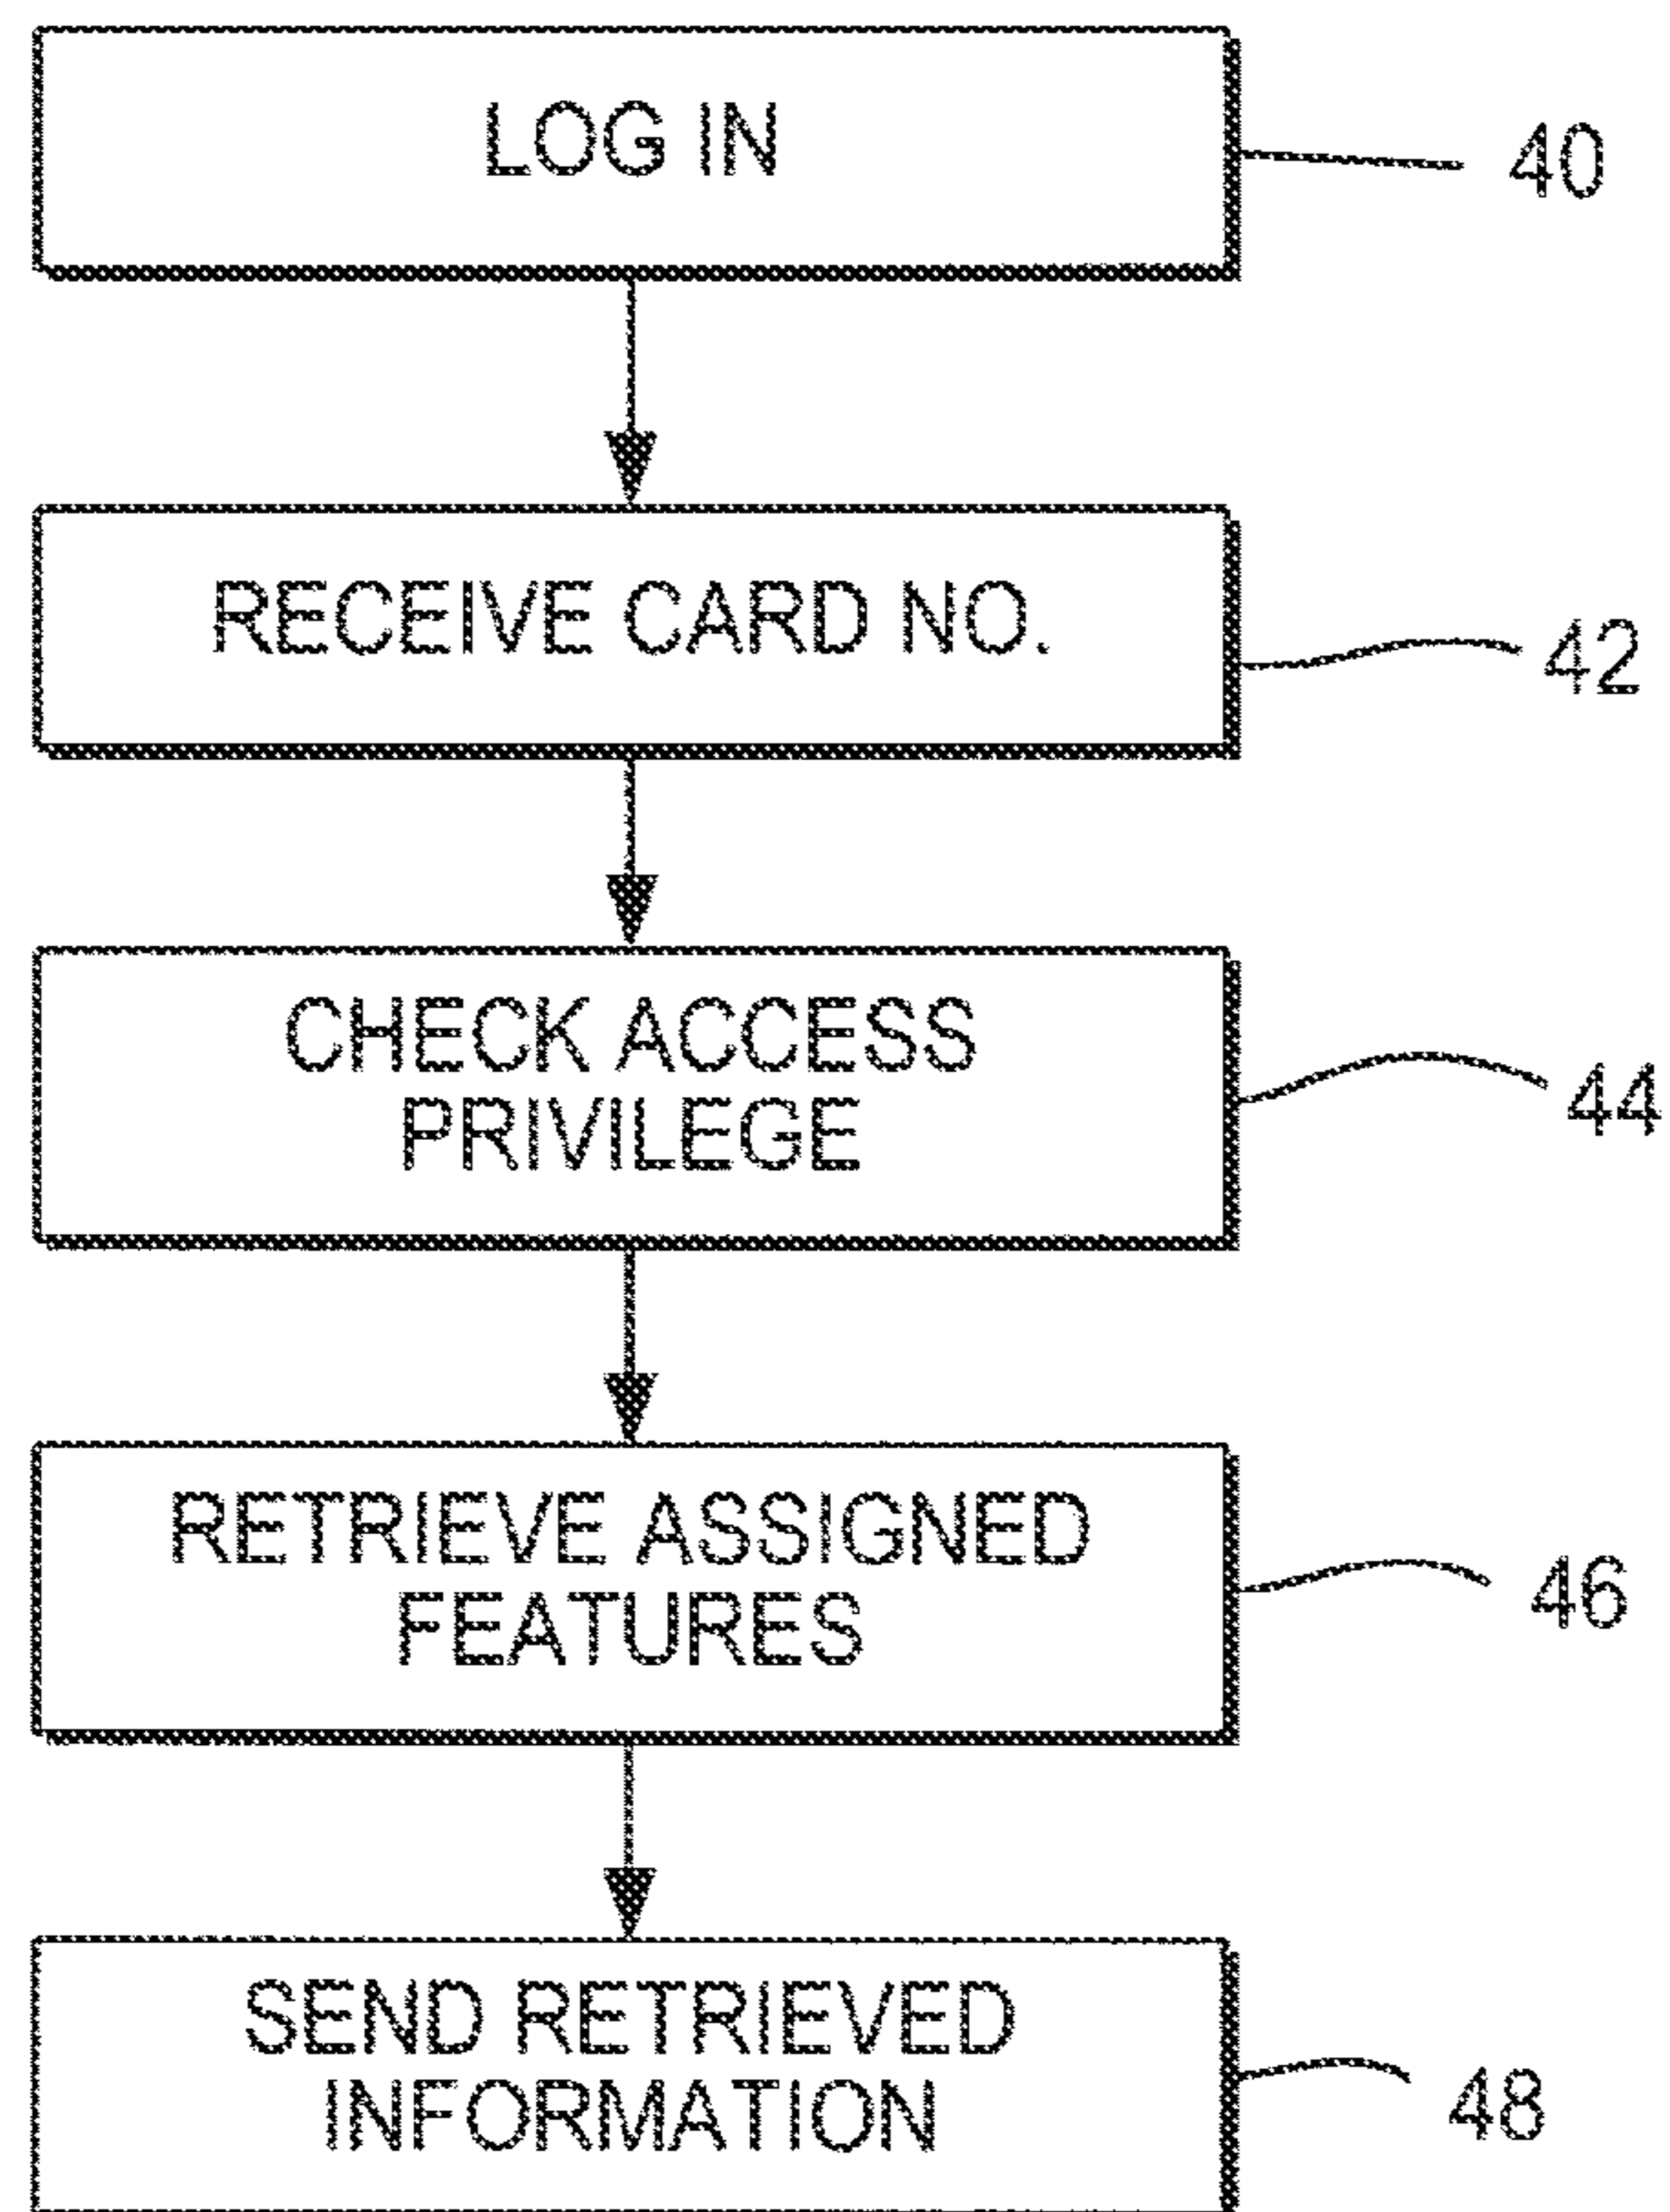 LOG IN
40
RECEIVE CARD NO.
42
CHECK ACCESS
PRIVILEGE
44
RETRIEVE ASSIGNED
FEATURES
46
SEND RETRIEVED
INFORMATION
48